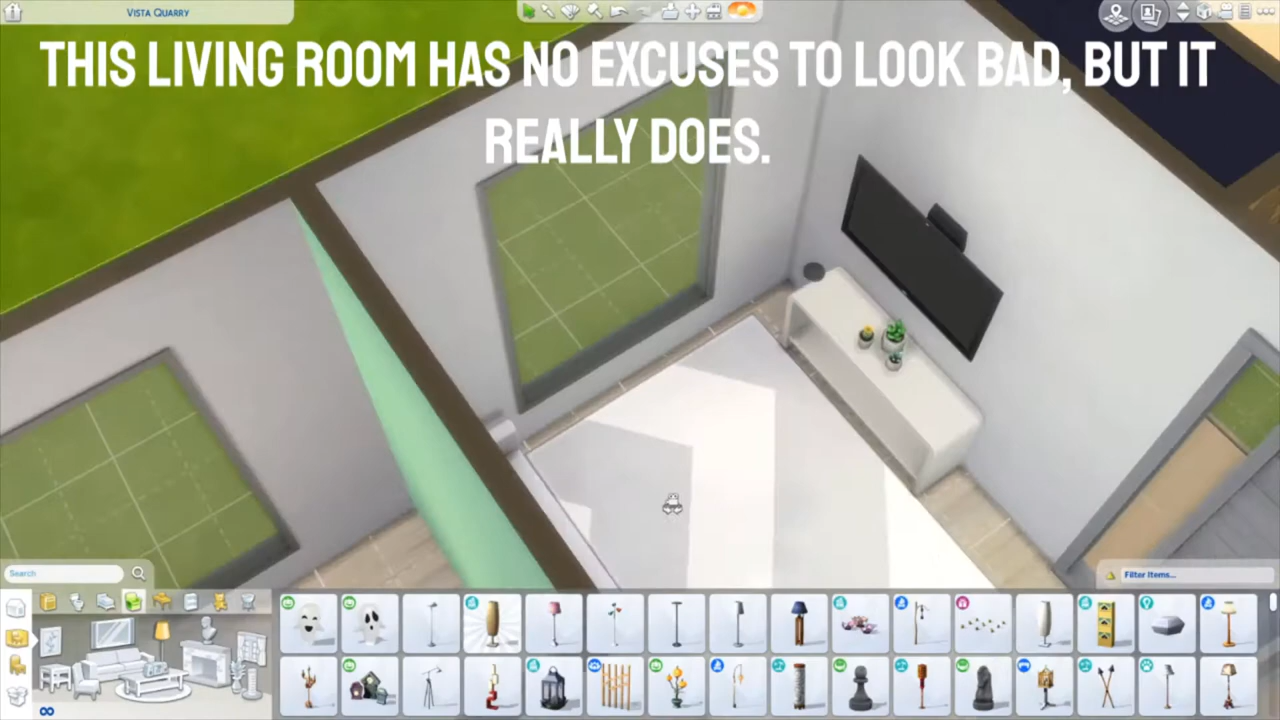 VISTA QUARRY
THIS LIVING ROOM HAS NO EXCUSES TO LOOK BAD, BUT IT
REALLY DOES.
Search
Filter Items...